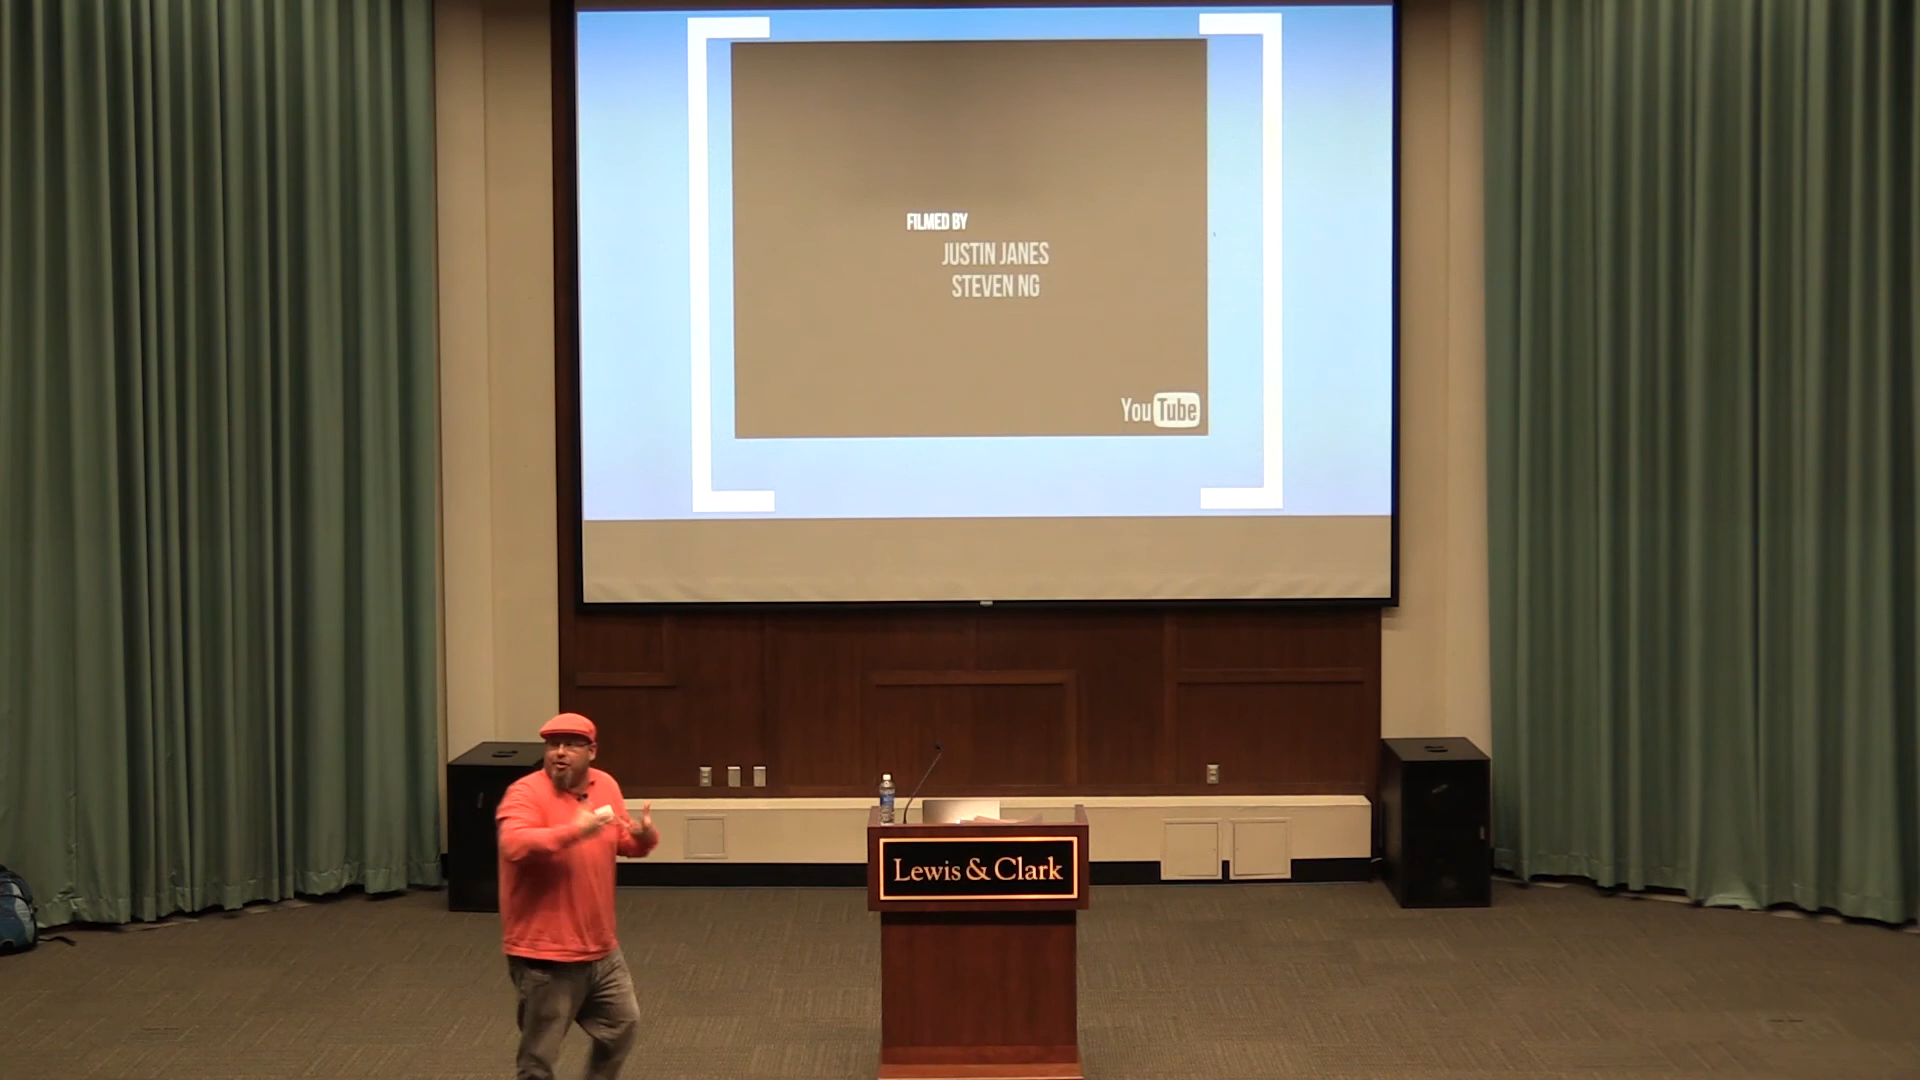 FILMED BY
JUSTIN JANES
STEVEN NG
YouTube
Lewis & Clark